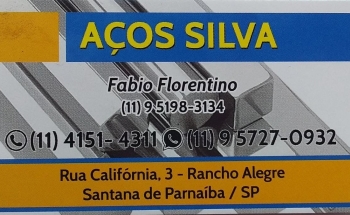 AÇOS SILVA
Fabio Florentino
(11) 9 5198-3134
(11) 4151- 4311 (11) 9 5727-0932
Rua Califórnia, 3 - Rancho Alegre
Santana de Parnaíba / SP